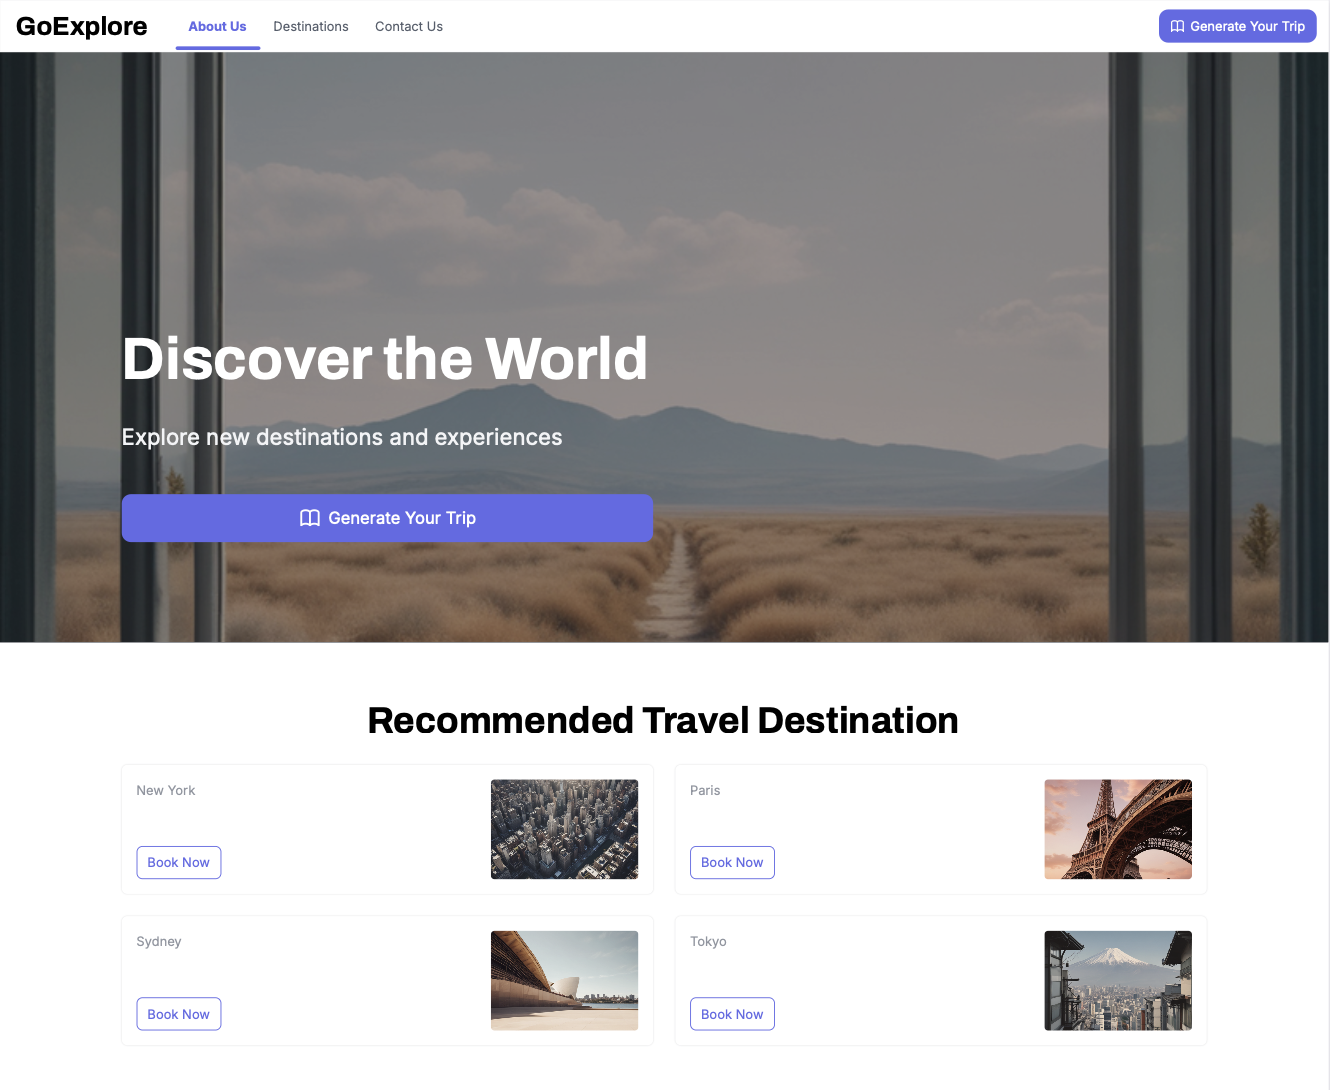 GoExplore
About Us
Destinations
Contact Us
Generate Your Trip
Discover the World
Explore new destinations and experiences
Generate Your Trip
Recommended Travel Destination
New York
Book Now
Paris
Book Now
Sydney
Book Now
Tokyo
Book Now